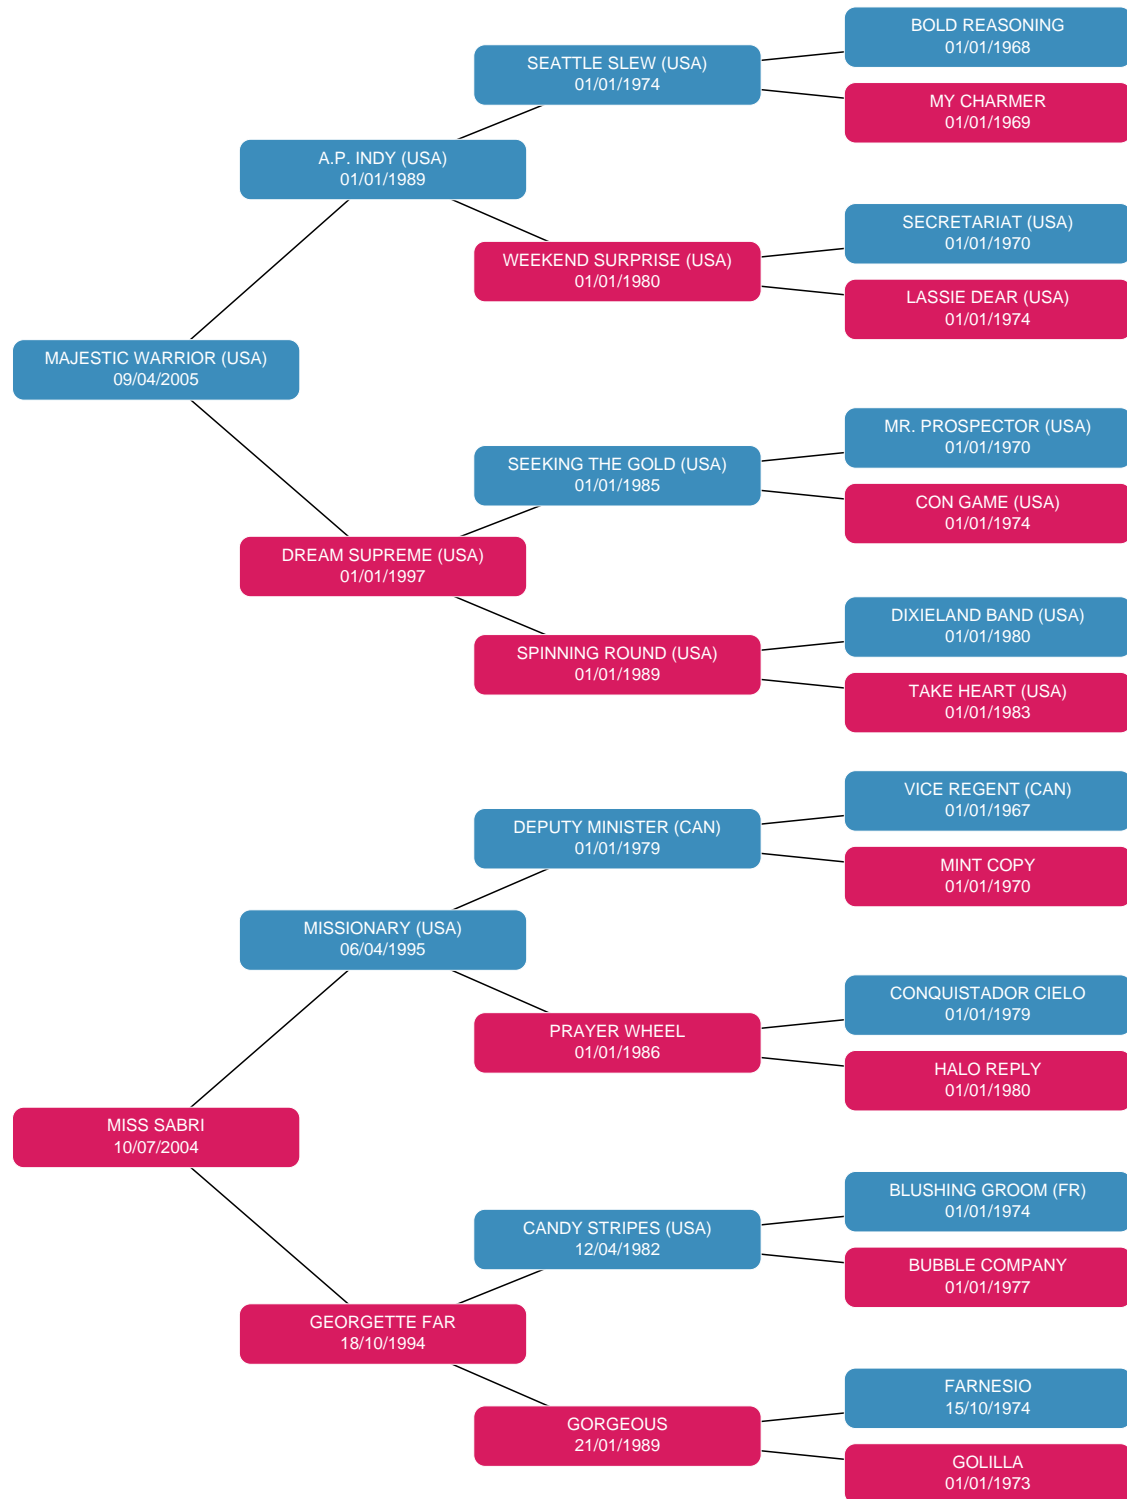 BOLD REASONING
01/01/1968
SEATTLE SLEW (USA)
01/01/1974
MY CHARMER
01/01/1969
A.P. INDY (USA)
01/01/1989
SECRETARIAT (USA)
01/01/1970
WEEKEND SURPRISE (USA)
01/01/1980
LASSIE DEAR (USA)
01/01/1974
MAJESTIC WARRIOR (USA)
09/04/2005
MR. PROSPECTOR (USA)
01/01/1970
SEEKING THE GOLD (USA)
01/01/1985
CON GAME (USA)
01/01/1974
DREAM SUPREME (USA)
01/01/1997
DIXIELAND BAND (USA)
01/01/1980
SPINNING ROUND (USA)
01/01/1989
TAKE HEART (USA)
01/01/1983
VICE REGENT (CAN)
01/01/1967
DEPUTY MINISTER (CAN)
01/01/1979
MINT COPY
01/01/1970
MISSIONARY (USA)
06/04/1995
CONQUISTADOR CIELO
01/01/1979
PRAYER WHEEL
01/01/1986
HALO REPLY
01/01/1980
MISS SABRI
10/07/2004
BLUSHING GROOM (FR)
01/01/1974
CANDY STRIPES (USA)
12/04/1982
BUBBLE COMPANY
01/01/1977
GEORGETTE FAR
18/10/1994
FARNESIO
15/10/1974
GORGEOUS
21/01/1989
GOLILLA
01/01/1973